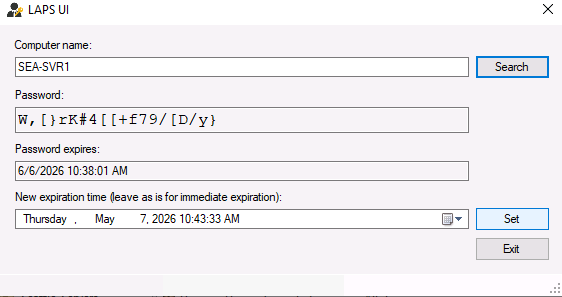 LAPS UI
Computer name:
SEA-SVR1
Search
Password:
W,[}rK#4[[+f79/[D/y}
Password expires:
6/6/2026 10:38:01 AM
New expiration time (leave as is for immediate expiration):
Thursday , May 7, 2026 10:43:33 AM
Set
Exit